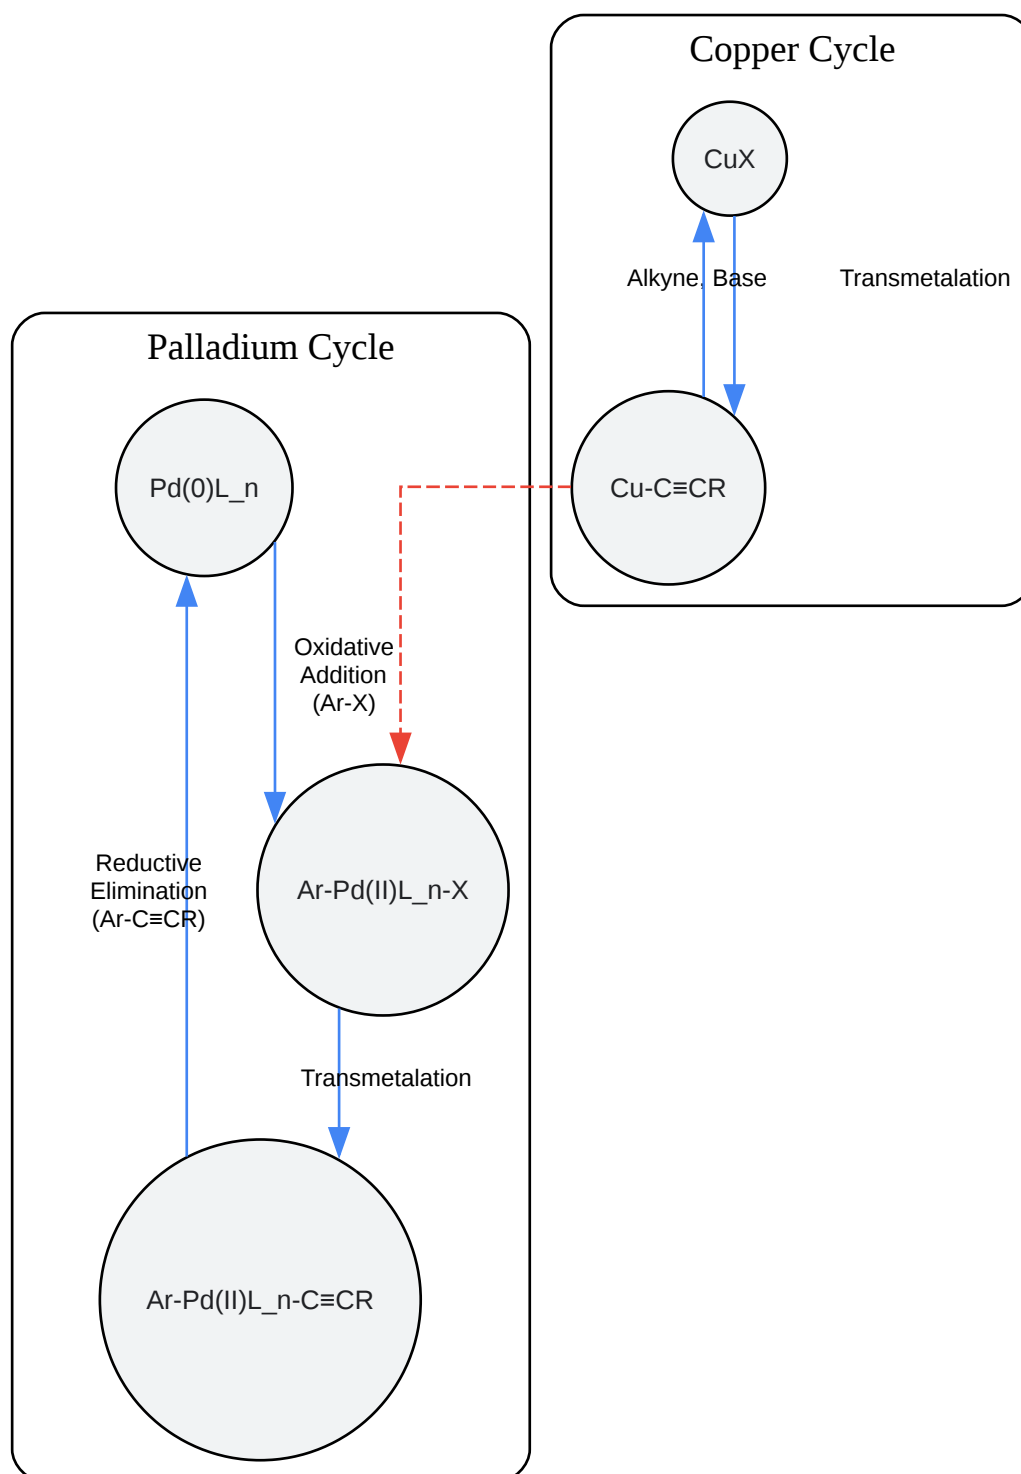 Copper Cycle
CuX
Alkyne, Base
Transmetalation
Cu-C≡CR
Palladium Cycle
Pd(0)L_n
Oxidative
Addition
(Ar-X)
Ar-Pd(II)L_n-X
Reductive
Elimination
(Ar-C≡CR)
Transmetalation
Ar-Pd(II)L_n-C≡CR